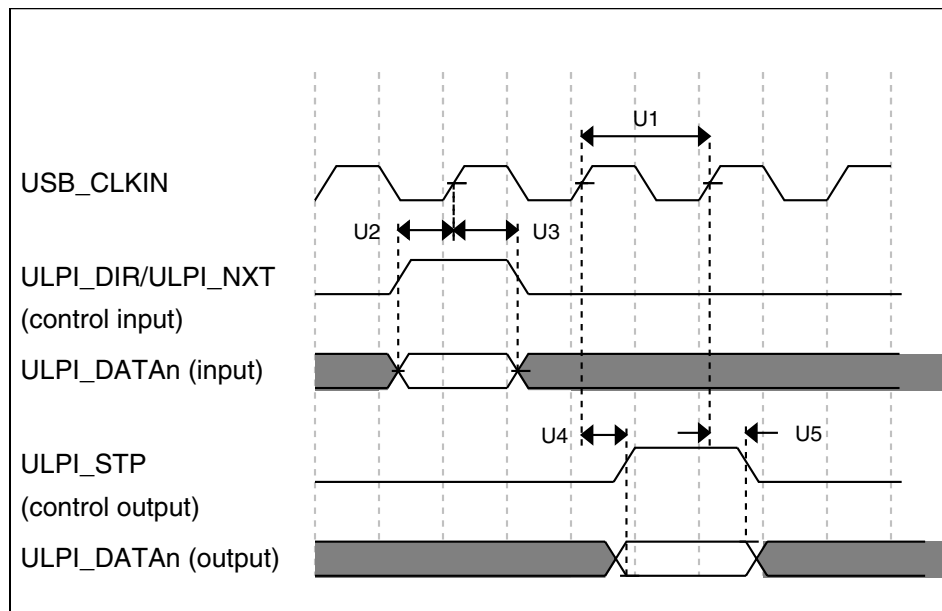 U1
USB_CLKIN
U2
U3
ULPI_DIR/ULPI_NXT
(control input)
ULPI_DATAn (input)
U4
U5
ULPI_STP
(control output)
ULPI_DATAn (output)